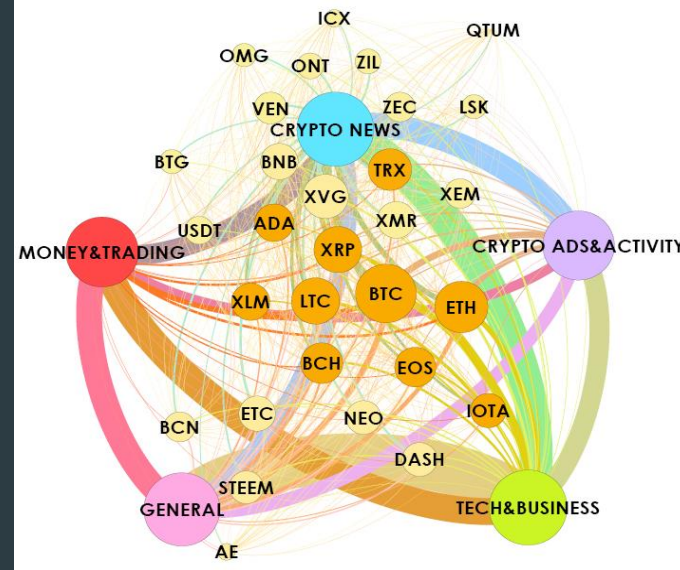 ICX
QTUM
OMG
ONT
ZIL
VEN
ZEC
LSK
CRYPTO NEWS
BTG
BNB
TRX
XVG
XEM
ADA
XMR
USDT
MONEY&TRADING
XRP
CRYPTO ADS&ACTIVITY
XLM
LTC
BTC
ETH
BCH
EOS
ETC
NEO
IOTA
BCN
DASH
STEEM
GENERAL
TECH&BUSINESS
AE